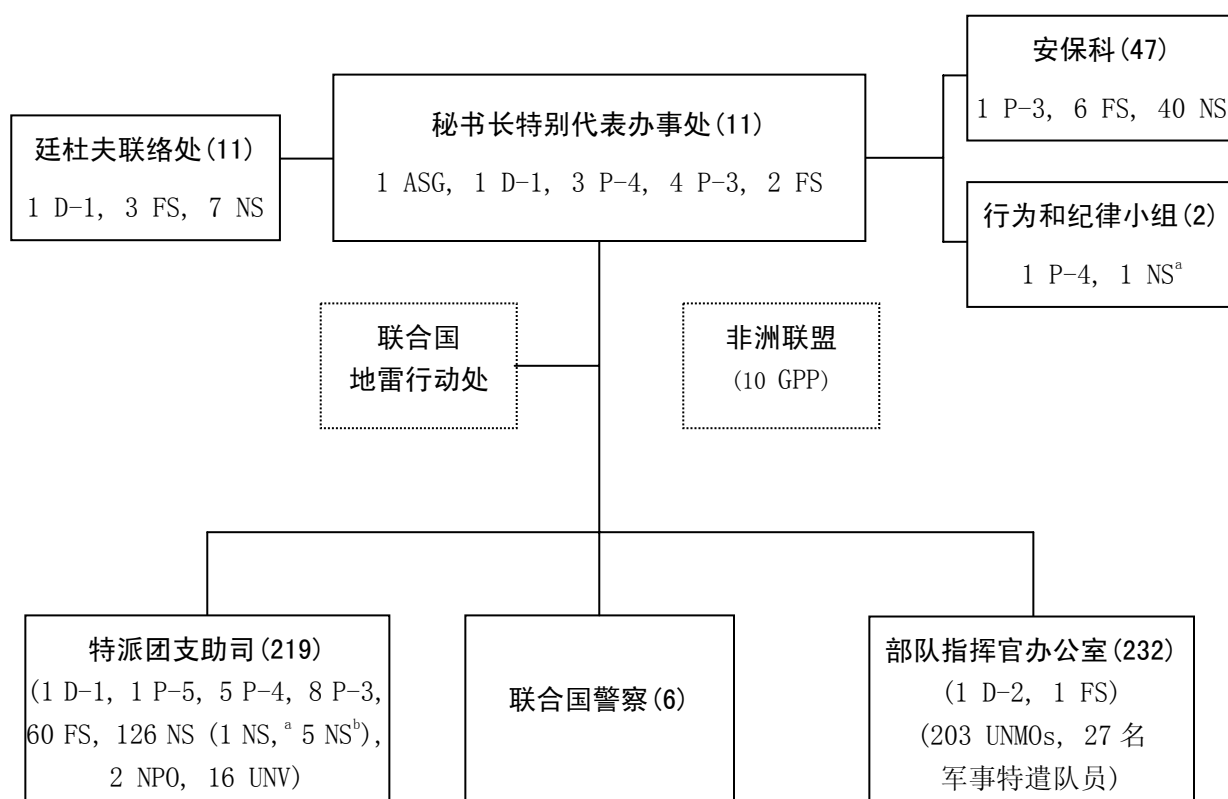 安保科(47)
1 P-3, 6 FS, 40 NS
秘书长特别代表办事处(11)
1 ASG, 1 D-1, 3 P-4, 4 P-3, 2 FS
廷杜夫联络处(11)
1 D-1, 3 FS, 7 NS
行为和纪律小组(2)
1 P-4, 1 NSᵃ
联合国
地雷行动处
非洲联盟
(10 GPP)
特派团支助司(219)
(1 D-1, 1 P-5, 5 P-4, 8 P-3,
60 FS, 126 NS (1 NS,ᵃ 5 NSᵇ),
2 NPO, 16 UNV)
联合国警察(6)
部队指挥官办公室(232)
(1 D-2, 1 FS)
(203 UNMOs, 27 名
军事特遣队员)